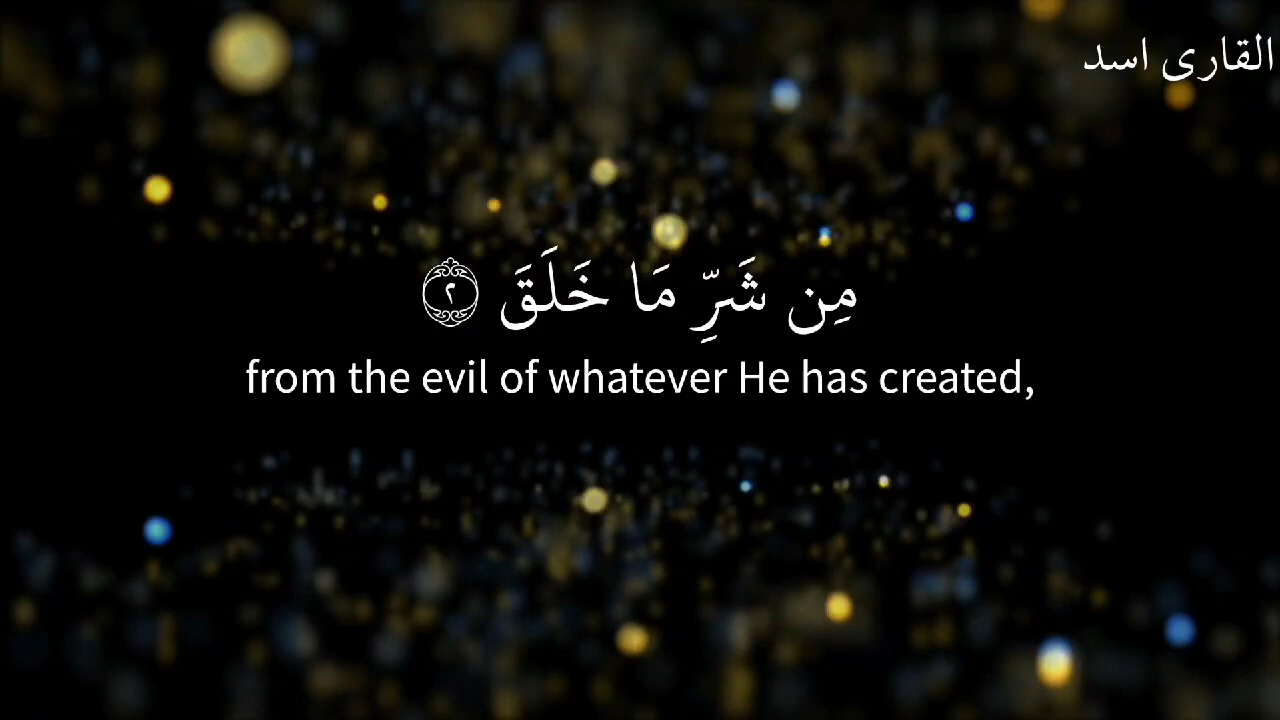 القارى اسد
مِن شَرِّ مَا خَلَقَ ٢
from the evil of whatever He has created,